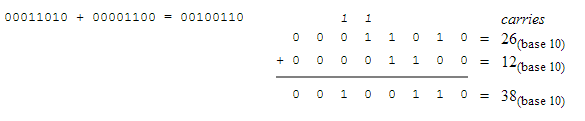 00011010 + 00001100 = 00100110
1 1 carries
0 0 0 1 1 0 1 0 = 26(base 10)
+ 0 0 0 0 1 1 0 0 = 12(base 10)
0 0 1 0 0 1 1 0 = 38(base 10)